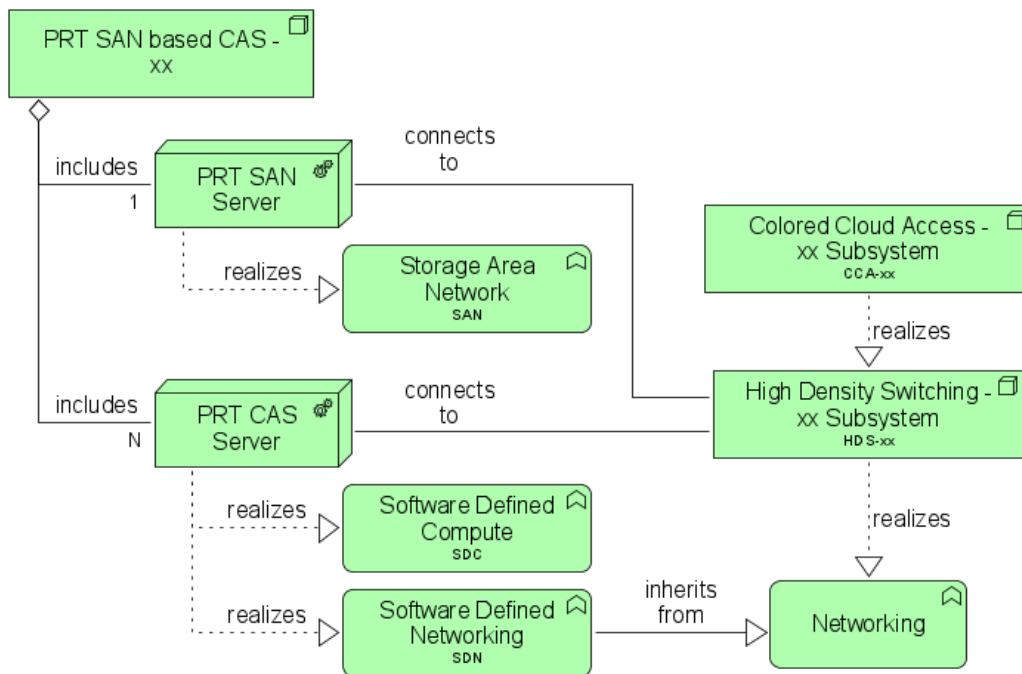 PRT SAN based CAS -
xx
includes
1
PRT SAN
Server
connects
to
realizes
Storage Area
Network
SAN
Colored Cloud Access -
xx Subsystem
CCA-xx
realizes
includes
N
PRT CAS
Server
connects
to
High Density Switching -
xx Subsystem
HDS-xx
realizes
Software Defined
Compute
SDC
realizes
realizes
Software Defined
Networking
SDN
inherits
from
Networking